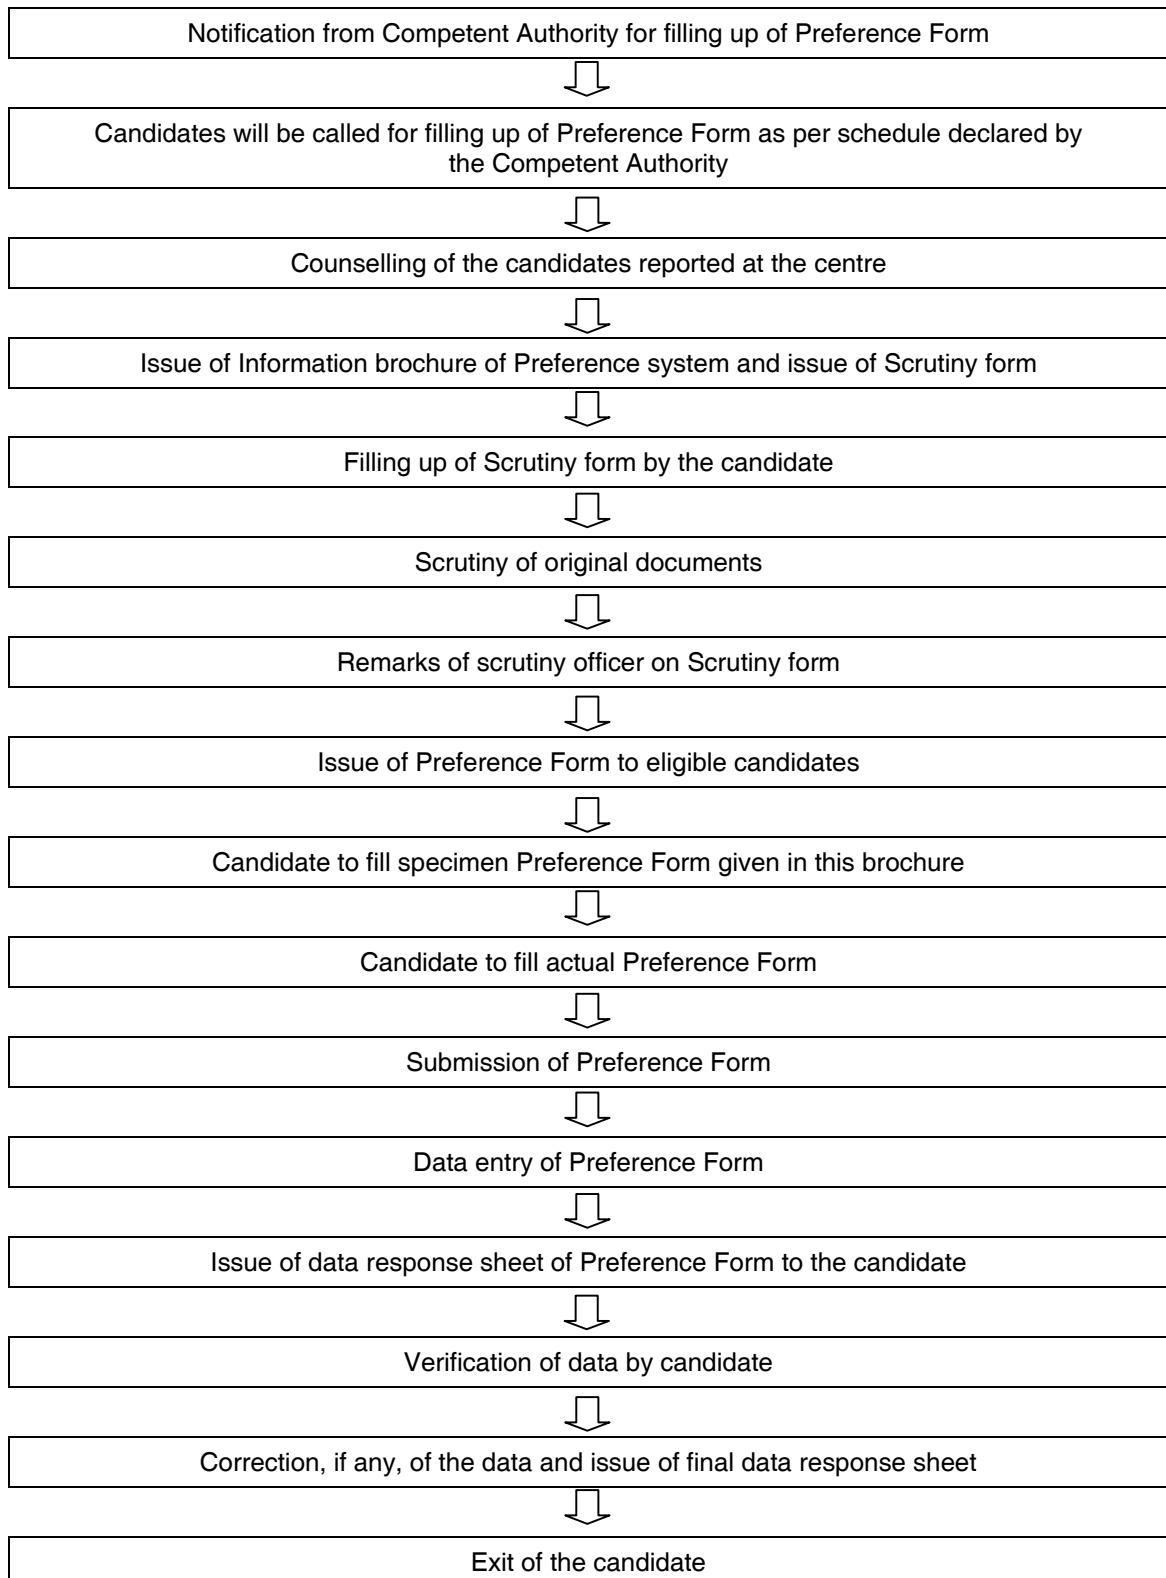 Notification from Competent Authority for filling up of Preference Form
Candidates will be called for filling up of Preference Form as per schedule declared by
the Competent Authority
Counselling of the candidates reported at the centre
Issue of Information brochure of Preference system and issue of Scrutiny form
Filling up of Scrutiny form by the candidate
Scrutiny of original documents
Remarks of scrutiny officer on Scrutiny form
Issue of Preference Form to eligible candidates
Candidate to fill specimen Preference Form given in this brochure
Candidate to fill actual Preference Form
Submission of Preference Form
Data entry of Preference Form
Issue of data response sheet of Preference Form to the candidate
Verification of data by candidate
Correction, if any, of the data and issue of final data response sheet
Exit of the candidate